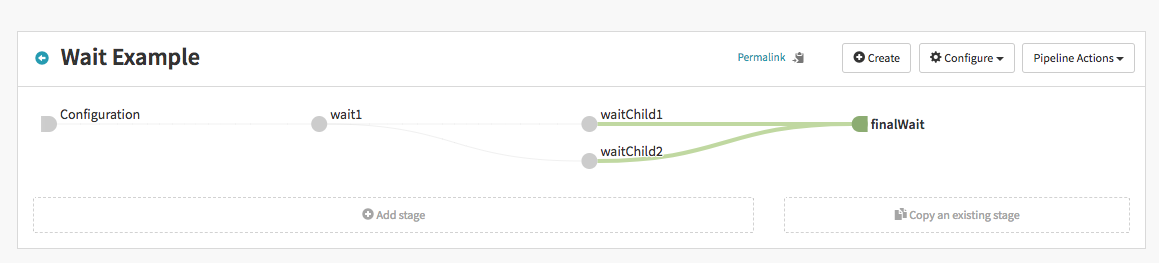 Wait Example
Permalink
Create
Configure
Pipeline Actions
Configuration
wait1
waitChild1
finalWait
waitChild2
Add stage
Copy an existing stage